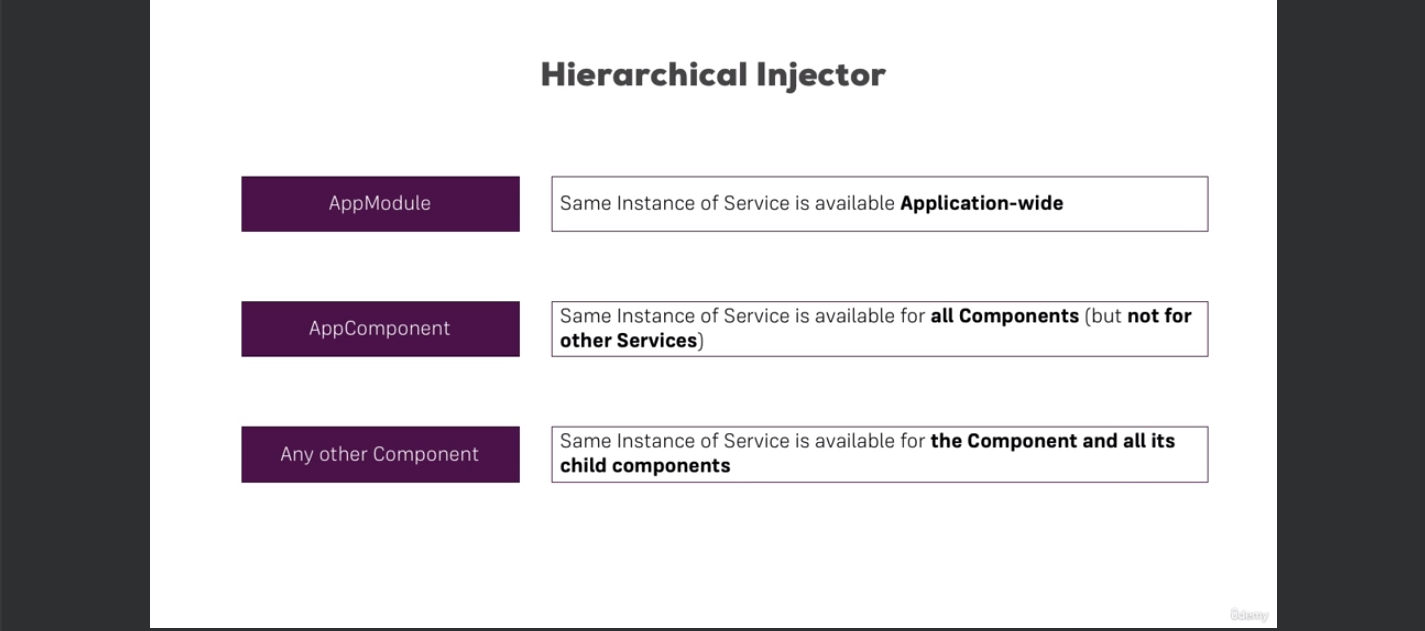 Hierarchical Injector
AppModule
Same Instance of Service is available Application-wide
AppComponent
Same Instance of Service is available for all Components (but not for
other Services)
Any other Component
Same Instance of Service is available for the Component and all its
child components
ûdemy